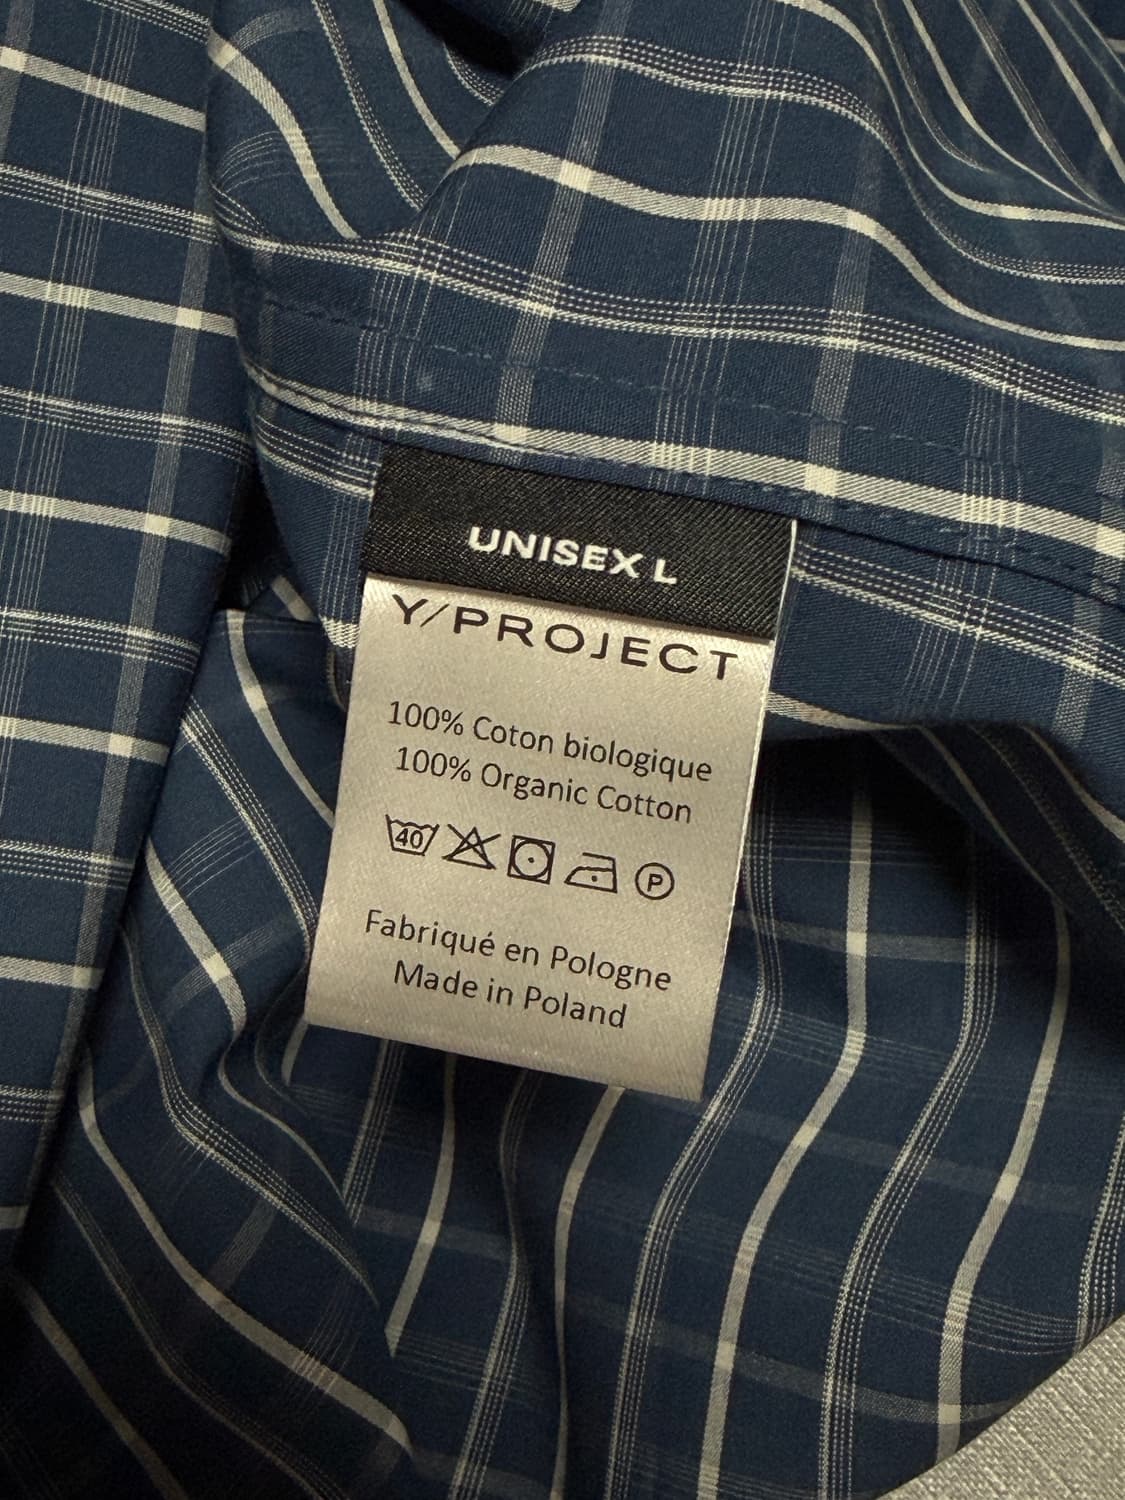 UNISEX L
Y/PROJECT
100% Coton biologique
100% Organic Cotton
40 P
Fabriqué en Pologne
Made in Poland